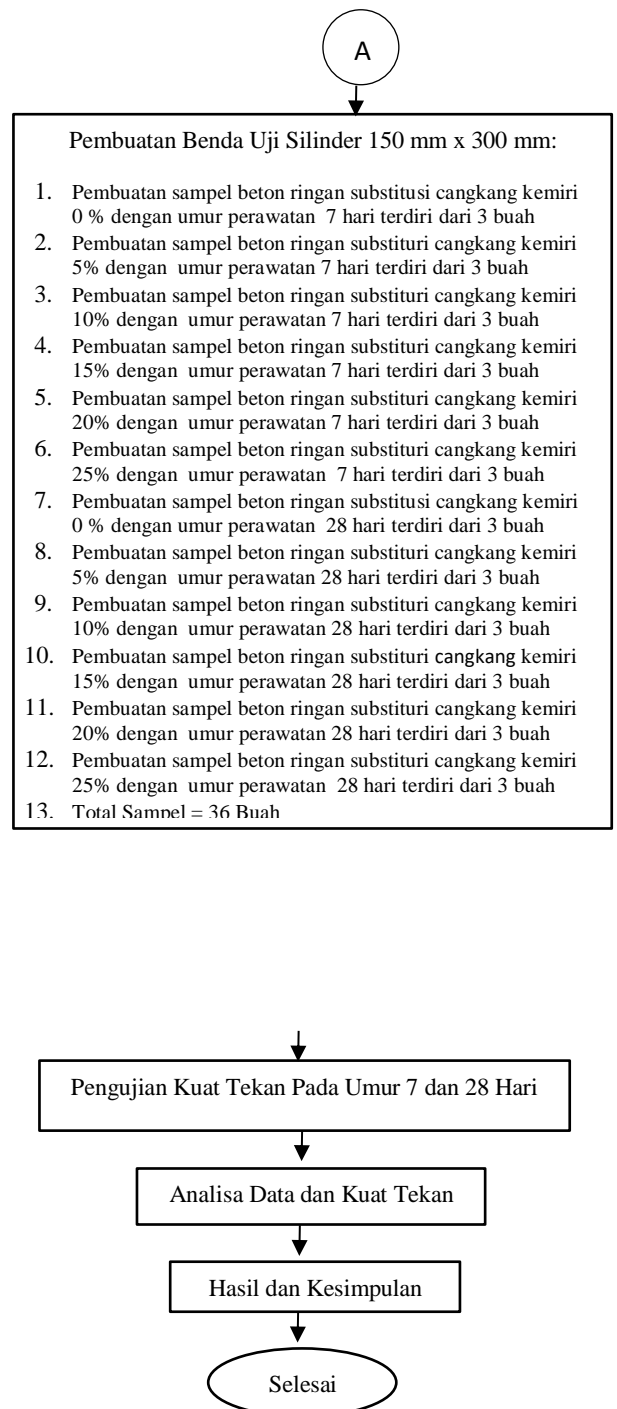 A
Pembuatan Benda Uji Silinder 150 mm x 300 mm:
1. Pembuatan sampel beton ringan substitusi cangkang kemiri
0 % dengan umur perawatan 7 hari terdiri dari 3 buah
2. Pembuatan sampel beton ringan substituri cangkang kemiri
5% dengan umur perawatan 7 hari terdiri dari 3 buah
3. Pembuatan sampel beton ringan substituri cangkang kemiri
10% dengan umur perawatan 7 hari terdiri dari 3 buah
4. Pembuatan sampel beton ringan substituri cangkang kemiri
15% dengan umur perawatan 7 hari terdiri dari 3 buah
5. Pembuatan sampel beton ringan substituri cangkang kemiri
20% dengan umur perawatan 7 hari terdiri dari 3 buah
6. Pembuatan sampel beton ringan substituri cangkang kemiri
25% dengan umur perawatan 7 hari terdiri dari 3 buah
7. Pembuatan sampel beton ringan substitusi cangkang kemiri
0 % dengan umur perawatan 28 hari terdiri dari 3 buah
8. Pembuatan sampel beton ringan substituri cangkang kemiri
5% dengan umur perawatan 28 hari terdiri dari 3 buah
9. Pembuatan sampel beton ringan substituri cangkang kemiri
10% dengan umur perawatan 28 hari terdiri dari 3 buah
10. Pembuatan sampel beton ringan substituri cangkang kemiri
15% dengan umur perawatan 28 hari terdiri dari 3 buah
11. Pembuatan sampel beton ringan substituri cangkang kemiri
20% dengan umur perawatan 28 hari terdiri dari 3 buah
12. Pembuatan sampel beton ringan substituri cangkang kemiri
25% dengan umur perawatan 28 hari terdiri dari 3 buah
13. Total Sampel = 36 Buah
Pengujian Kuat Tekan Pada Umur 7 dan 28 Hari
Analisa Data dan Kuat Tekan
Hasil dan Kesimpulan
Selesai